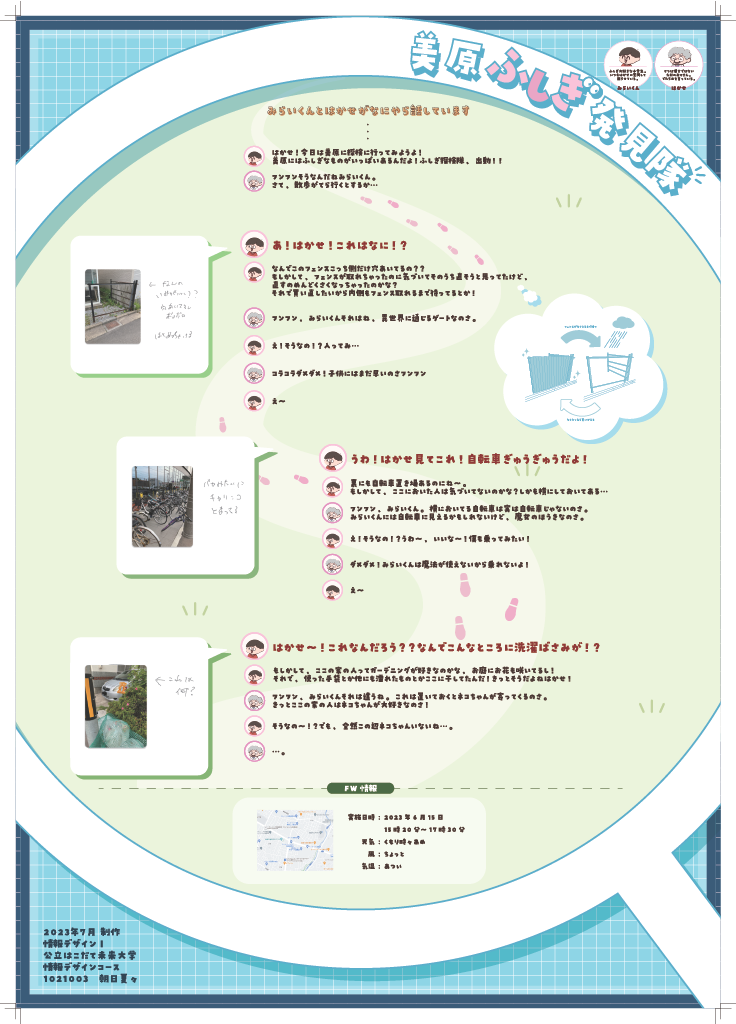 美原ふしぎ発見隊
みらいくん
はかせ
みらいくんとはかせがなにやら話しています
はかせ！今日は美原に探検に行ってみようよ！
美原にはふしぎなものがいっぱいあるんだよ！ふしぎ探検隊、出動！！
フンフンそうなんだねみらいくん。
さて、散歩がてら行くとするか…
あ！はかせ！これはなに！？
なんでこのフェンスこっち側だけ穴あいてるの？？
もしかして、フェンスが取れちゃったのに気づいてそのうち直そうと思ってたけど、
直すのめんどくさくなっちゃったのかな？
それで買い直したいから内側もフェンス取れるまで待ってるとか！
フンフン、みらいくんそれはね、異世界に通じるゲートなのさ。
え！そうなの！？入ってみ…
コラコラダメダメ！子供にはまだ早いのさフンフン
え〜
うわ！はかせ見てこれ！自転車ぎゅうぎゅうだよ！
裏にも自転車置き場あるのにね〜。
もしかして、ここにおいた人は気づいてないのかな？しかも横にしておいてある…
フンフン、みらいくん。横においてる自転車は実は自転車じゃないのさ。
みらいくんには自転車に見えるかもしれないけど、魔女のほうきなのさ。
え！そうなの！？うわ〜、いいな〜！僕も乗ってみたい！
ダメダメ！みらいくんは魔法が使えないから乗れないよ！
え〜
はかせ〜！これなんだろう？？なんでこんなところに洗濯ばさみが！？
もしかして、ここの家の人ってガーデニングが好きなのかな、お庭にお花も咲いてるし！
それで、使った手袋とか他にも濡れたものとかここに干してたんだ！きっとそうだよねはかせ！
フンフン、みらいくんそれは違うね。これは置いておくとネコちゃんが寄ってくるのさ。
きっとここの家の人はネコちゃんが大好きなのさ！
そうなの〜！？でも、全然この辺ネコちゃんいないね…。
…。
FW 情報
実施日時：2023年6月15日
15時20分〜17時30分
天気：くもり時々あめ
風：ちょっと
気温：あつい
2023年7月 制作
情報デザインⅠ
公立はこだて未来大学
情報デザインコース
1021003 朝日夏々